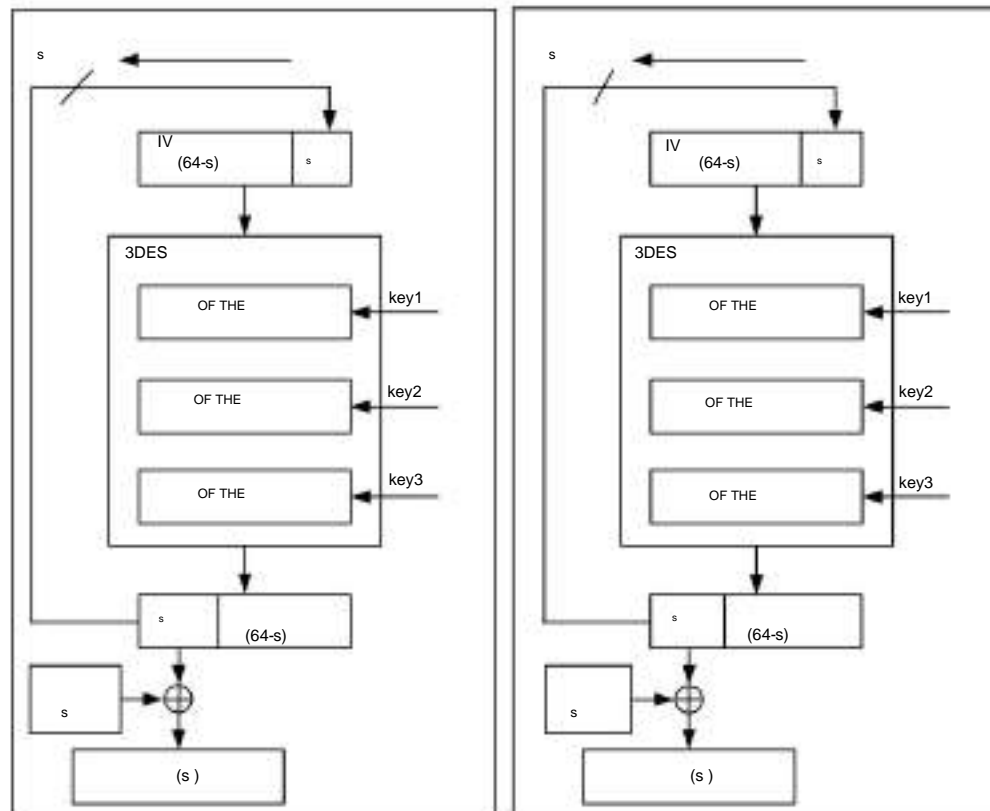 s
IV
(64-s)
s
3DES
OF THE
key1
OF THE
key2
OF THE
key3
s
(64-s)
s
(s )
s
IV
(64-s)
s
3DES
OF THE
key1
OF THE
key2
OF THE
key3
s
(64-s)
s
(s )